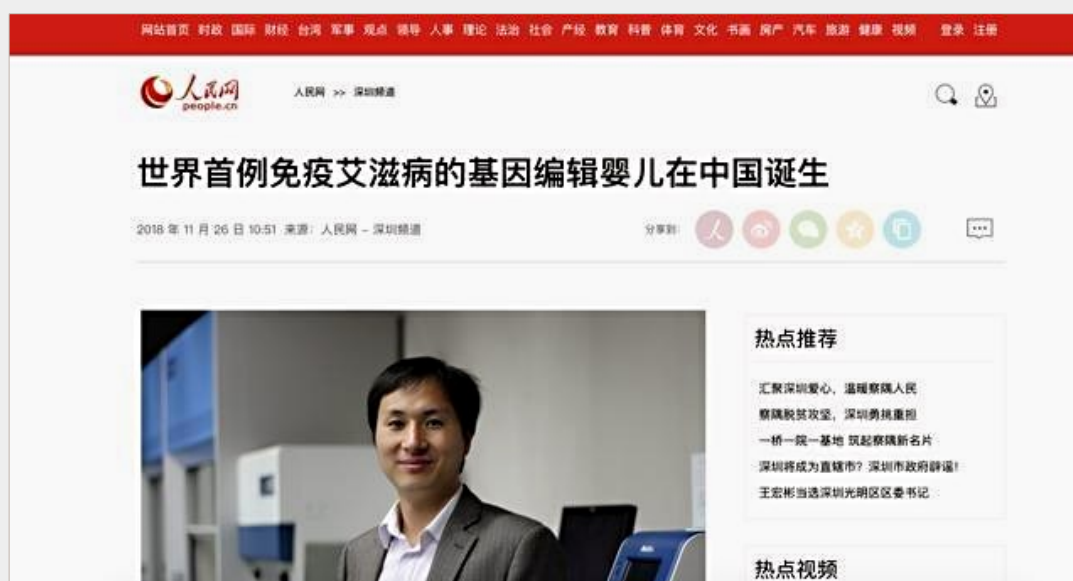 网站首页 时政 国际 财经 台湾 军事 观点 领导 人事 理论 法治 社会 产经 教育 科普 体育 文化 书画 房产 汽车 旅游 健康 视频 登录 注册
人民网
people.cn
人民网 >> 深圳频道
世界首例免疫艾滋病的基因编辑婴儿在中国诞生
2018 年 11 月 26 日 10:51 来源：人民网 - 深圳频道
分享到:
人
热点推荐
汇聚深圳爱心，温暖察隅人民
察隅脱贫攻坚，深圳勇挑重担
一桥一院一基地 筑起察隅新名片
深圳将成为直辖市？深圳市政府辟谣！
王宏彬当选深圳光明区区委书记
热点视频